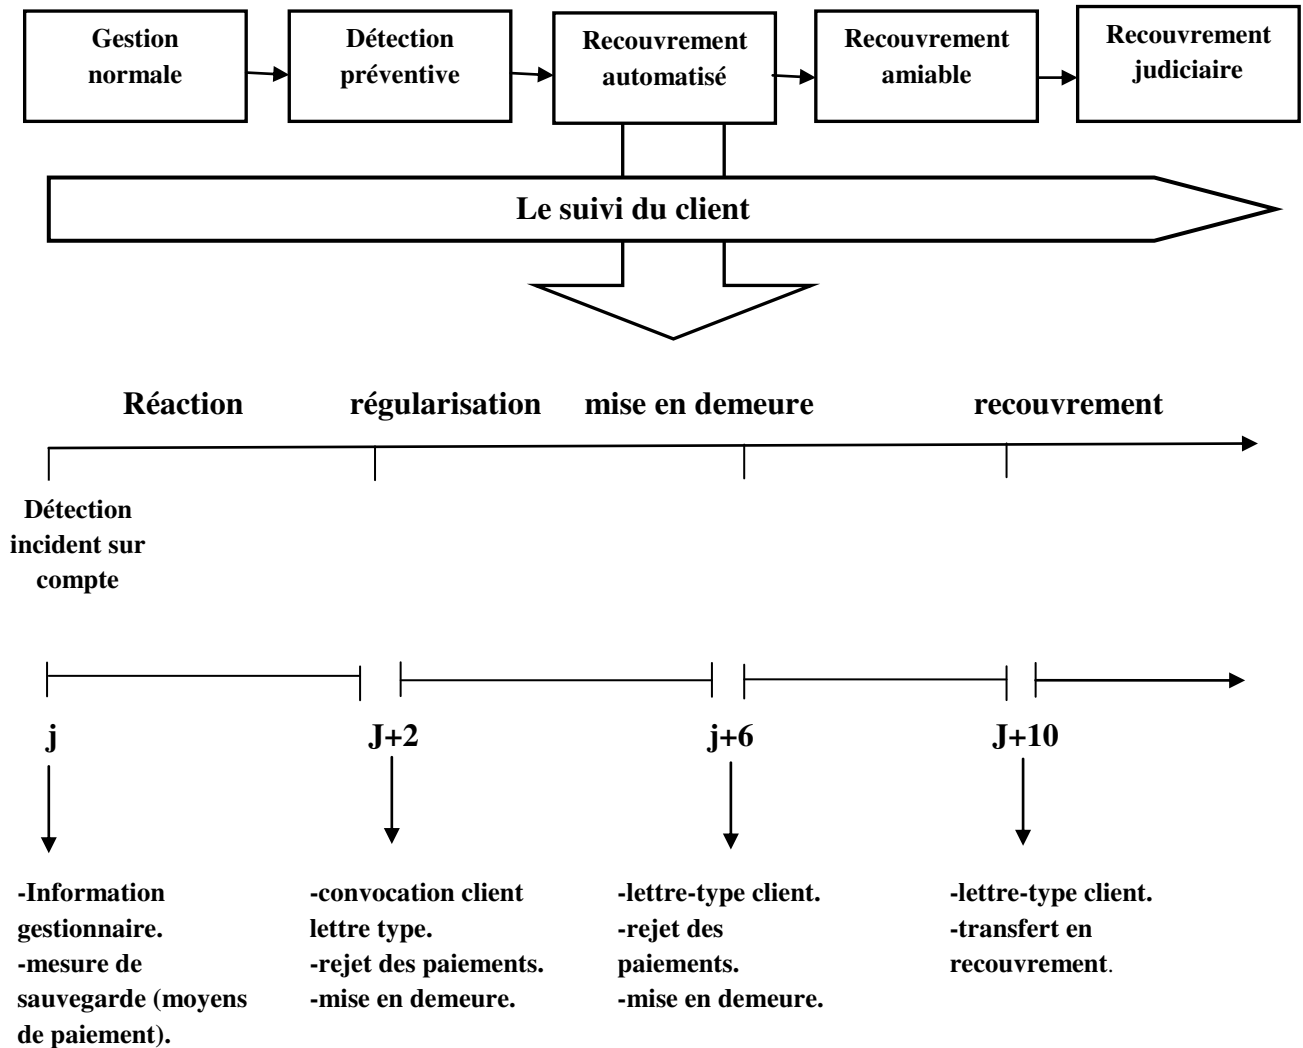 Gestion
normale
Détection
préventive
Recouvrement
automatisé
Recouvrement
amiable
Recouvrement
judiciaire
Le suivi du client
Réaction
régularisation
mise en demeure
recouvrement
Détection
incident sur
compte
j
J+2
j+6
J+10
-Information
gestionnaire.
-mesure de
sauvegarde (moyens
de paiement).
-convocation client
lettre type.
-rejet des paiements.
-mise en demeure.
-lettre-type client.
-rejet des
paiements.
-mise en demeure.
-lettre-type client.
-transfert en
recouvrement.